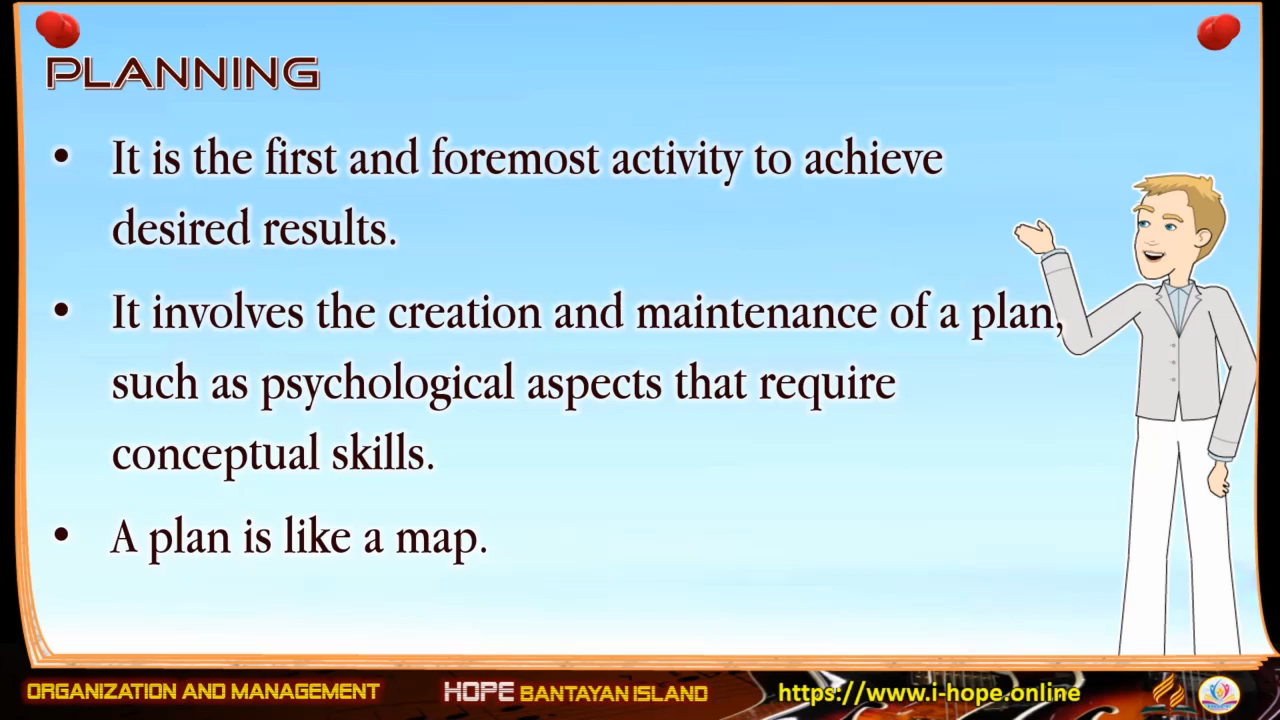 PLANNING
• It is the first and foremost activity to achieve
desired results.
• It involves the creation and maintenance of a plan,
such as psychological aspects that require
conceptual skills.
• A plan is like a map.
ORGANIZATION AND MANAGEMENT HOPE BANTAYAN ISLAND https://www.i-hope.online